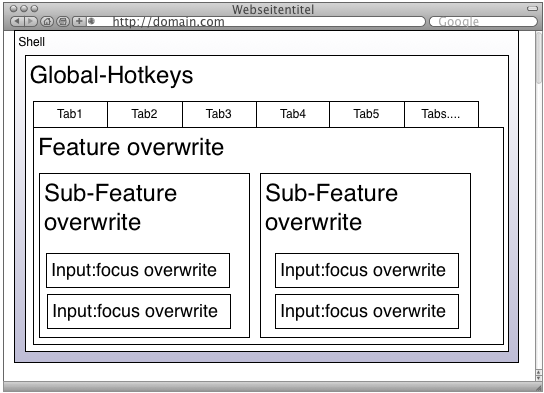 Webseitentitel
http://domain.com
Google
Shell
Global-Hotkeys
Tab1 Tab2 Tab3 Tab4 Tab5 Tabs....
Feature overwrite
Sub-Feature
overwrite
Input:focus overwrite
Input:focus overwrite
Sub-Feature
overwrite
Input:focus overwrite
Input:focus overwrite